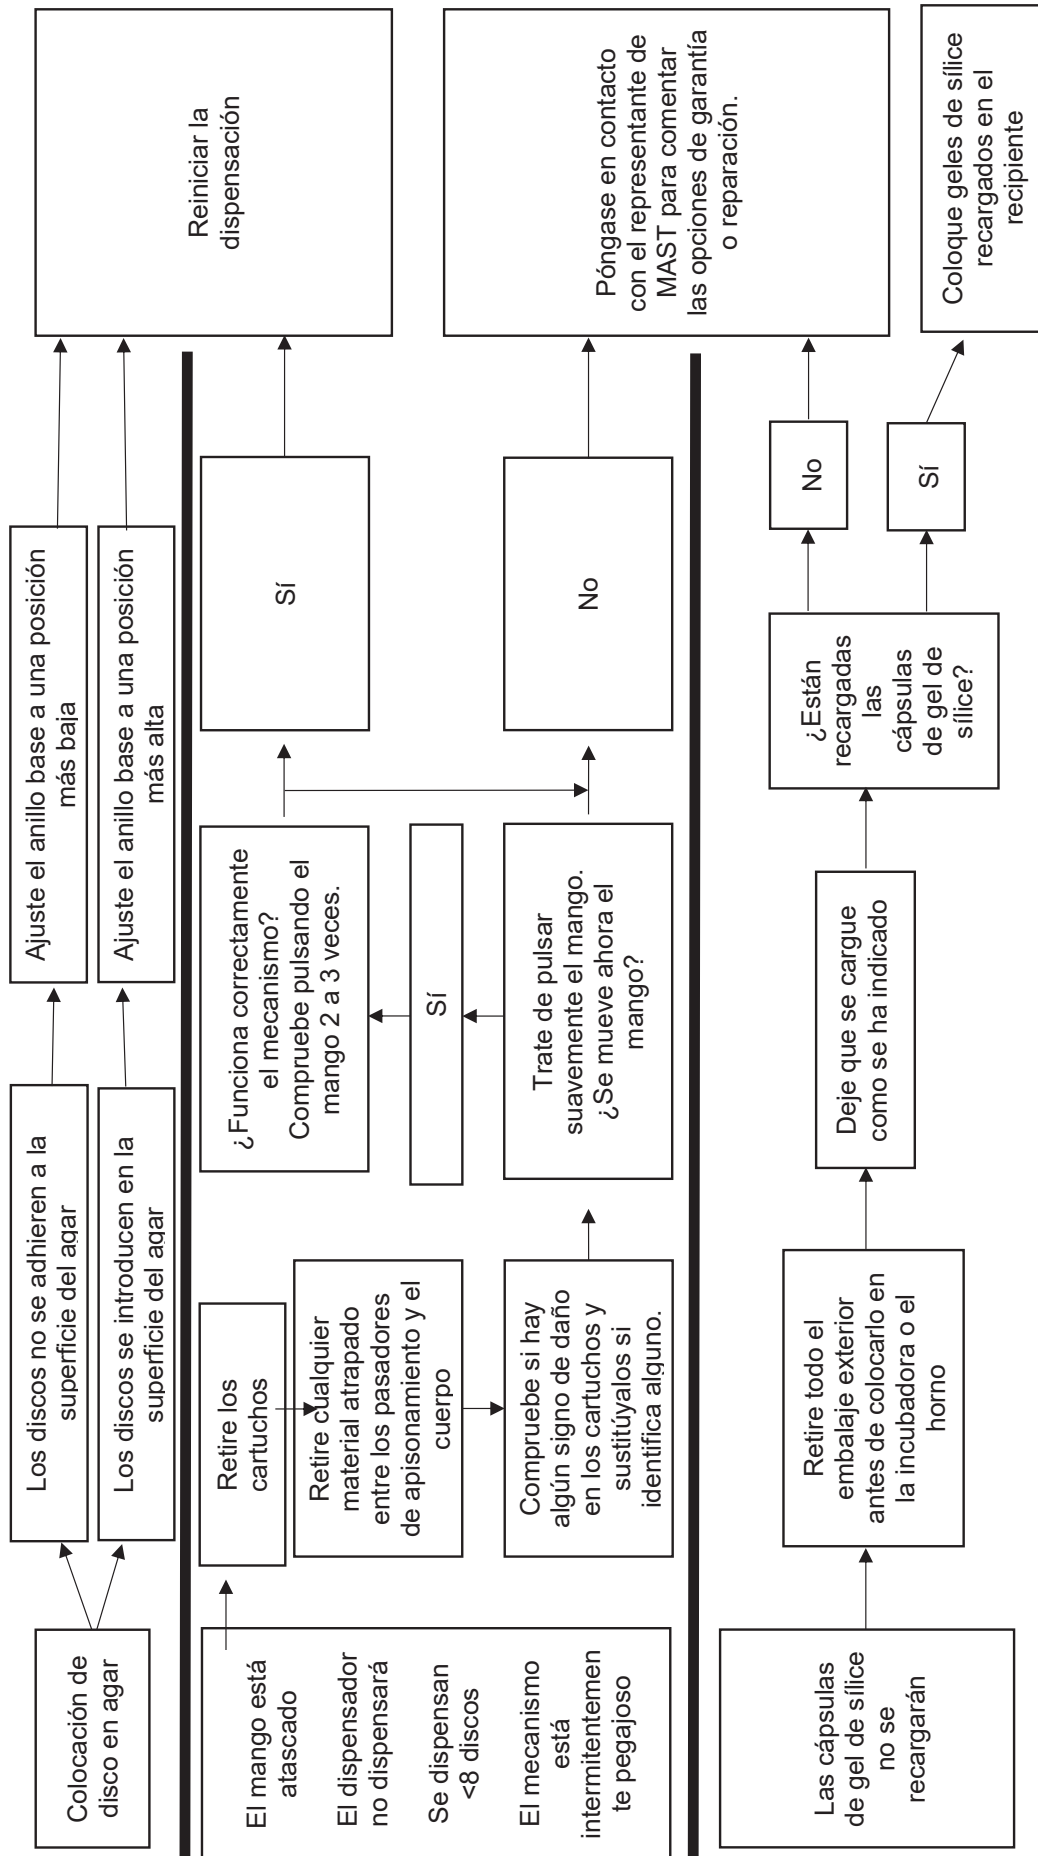 Colocación de
disco en agar
Los discos no se adhieren a la
superficie del agar
Los discos se introducen en la
superficie del agar
Ajuste el anillo base a una posición
más baja
Ajuste el anillo base a una posición
más alta
Reiniciar la
dispensación
El mango está
atascado
El dispensador
no dispensará
Se dispensan
<8 discos
El mecanismo
está
intermitentemen
te pegajoso
Retire los
cartuchos
Retire cualquier
material atrapado
entre los pasadores
de apisonamiento y el
cuerpo
Compruebe si hay
algún signo de daño
en los cartuchos y
sustitúyalos si
identifica alguno.
¿Funciona correctamente
el mecanismo?
Compruebe pulsando el
mango 2 a 3 veces.
Sí
Trate de pulsar
suavemente el mango.
¿Se mueve ahora el
mango?
Sí
No
Póngase en contacto
con el representante de
MAST para comentar
las opciones de garantía
o reparación.
Las cápsulas
de gel de sílice
no se
recargarán
Retire todo el
embalaje exterior
antes de colocarlo en
la incubadora o el
horno
Deje que se cargue
como se ha indicado
¿Están
recargadas
las
cápsulas
de gel de
sílice?
No
Sí
Coloque geles de sílice
recargados en el
recipiente